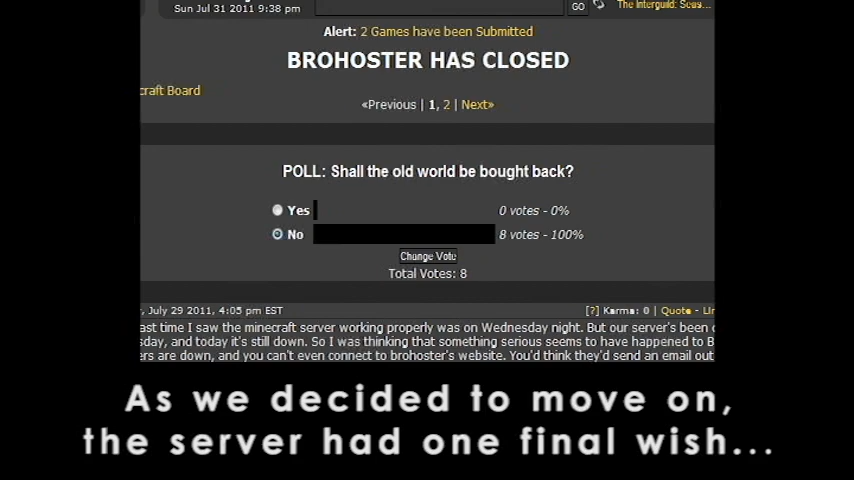 Sun Jul 31 2011 9:38 pm
GO
The Interguild: Seas...
Alert: 2 Games have been Submitted
BROHOSTER HAS CLOSED
craft Board
«Previous | 1, 2 | Next»
POLL: Shall the old world be bought back?
Yes 0 votes - 0%
No 8 votes - 100%
Change Vote
Total Votes: 8
, July 29 2011, 4:05 pm EST [?] Karma: 0 | Quote - Lin
ast time I saw the minecraft server working properly was on Wednesday night. But our server's been
sday, and today it's still down. So I was thinking that something serious seems to have happened to B
ers are down, and you can't even connect to brohoster's website. You'd think they'd send an email out
As we decided to move on,
the server had one final wish...